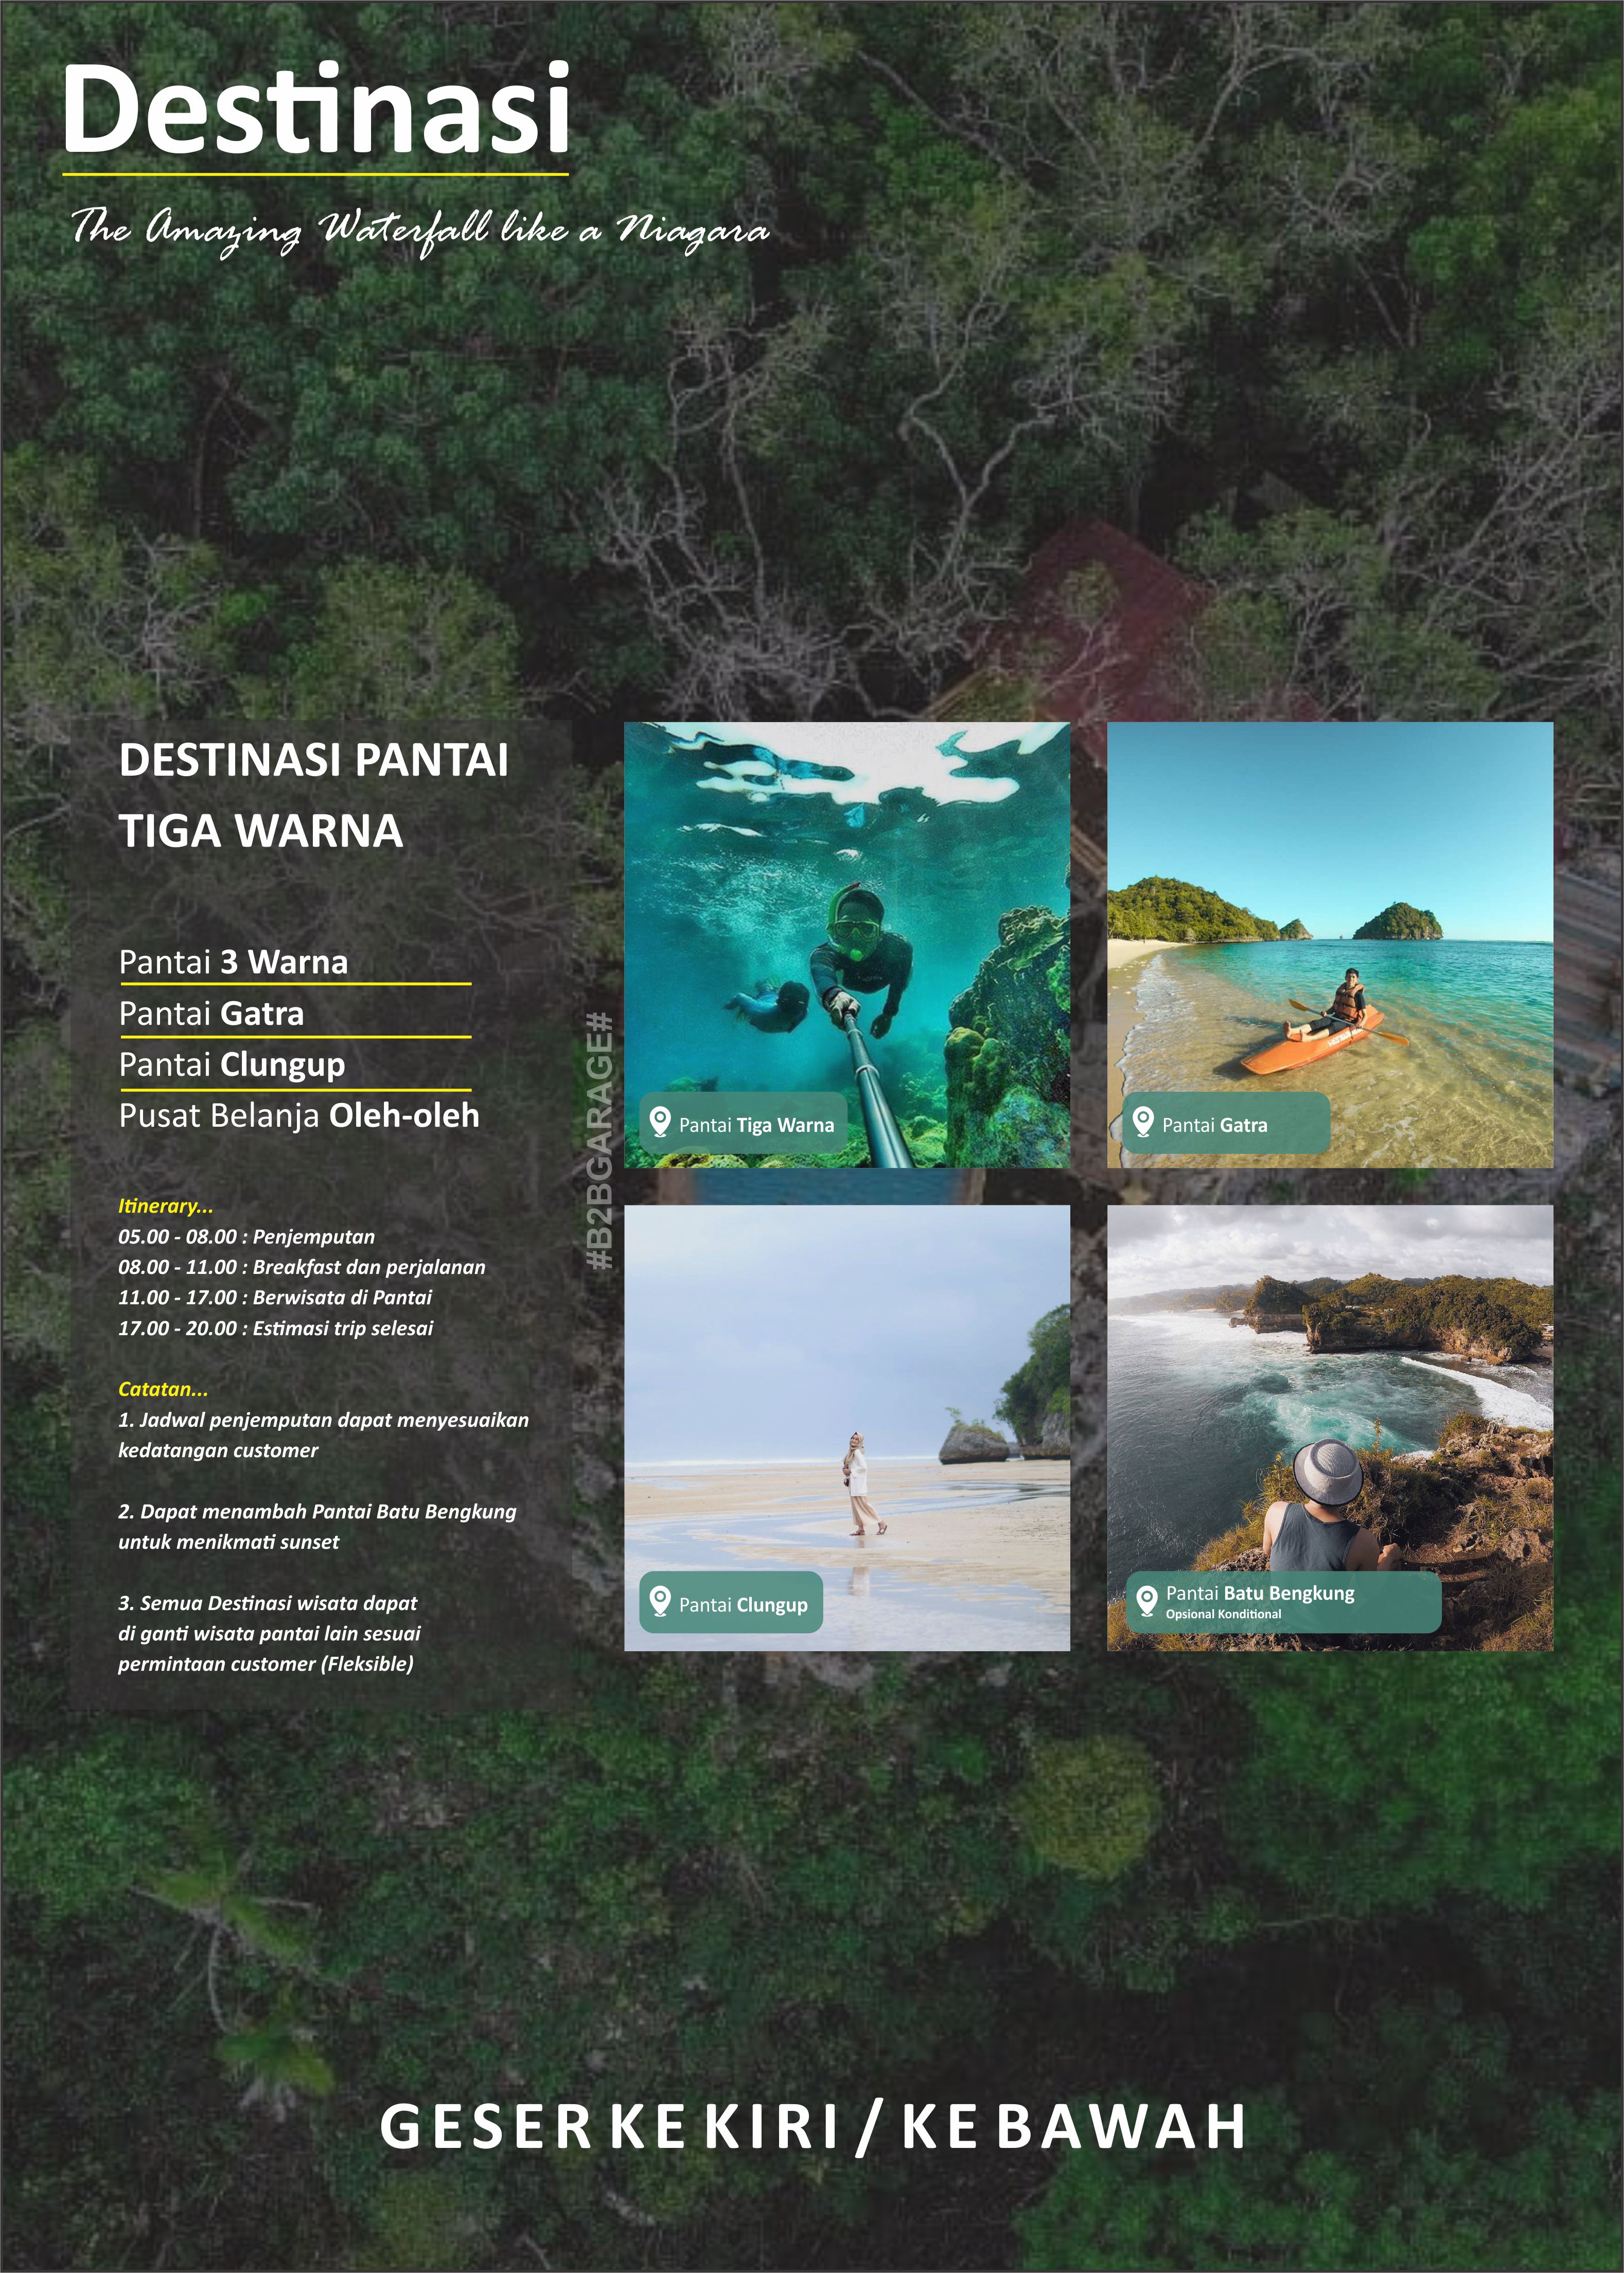 Destinasi
The Amazing Waterfall like a Niagara
DESTINASI PANTAI
TIGA WARNA
Pantai 3 Warna
Pantai Gatra
Pantai Clungup
Pusat Belanja Oleh-oleh
Itinerary...
05.00 - 08.00 : Penjemputan
08.00 - 11.00 : Breakfast dan perjalanan
11.00 - 17.00 : Berwisata di Pantai
17.00 - 20.00 : Estimasi trip selesai
Catatan...
1. Jadwal penjemputan dapat menyesuaikan
kedatangan customer
2. Dapat menambah Pantai Batu Bengkung
untuk menikmati sunset
3. Semua Destinasi wisata dapat
di ganti wisata pantai lain sesuai
permintaan customer (Fleksible)
#B2BGARAGE#
Pantai Tiga Warna
Pantai Gatra
Pantai Clungup
Pantai Batu Bengkung
Opsional Konditional
GESER KE KIRI / KE BAWAH